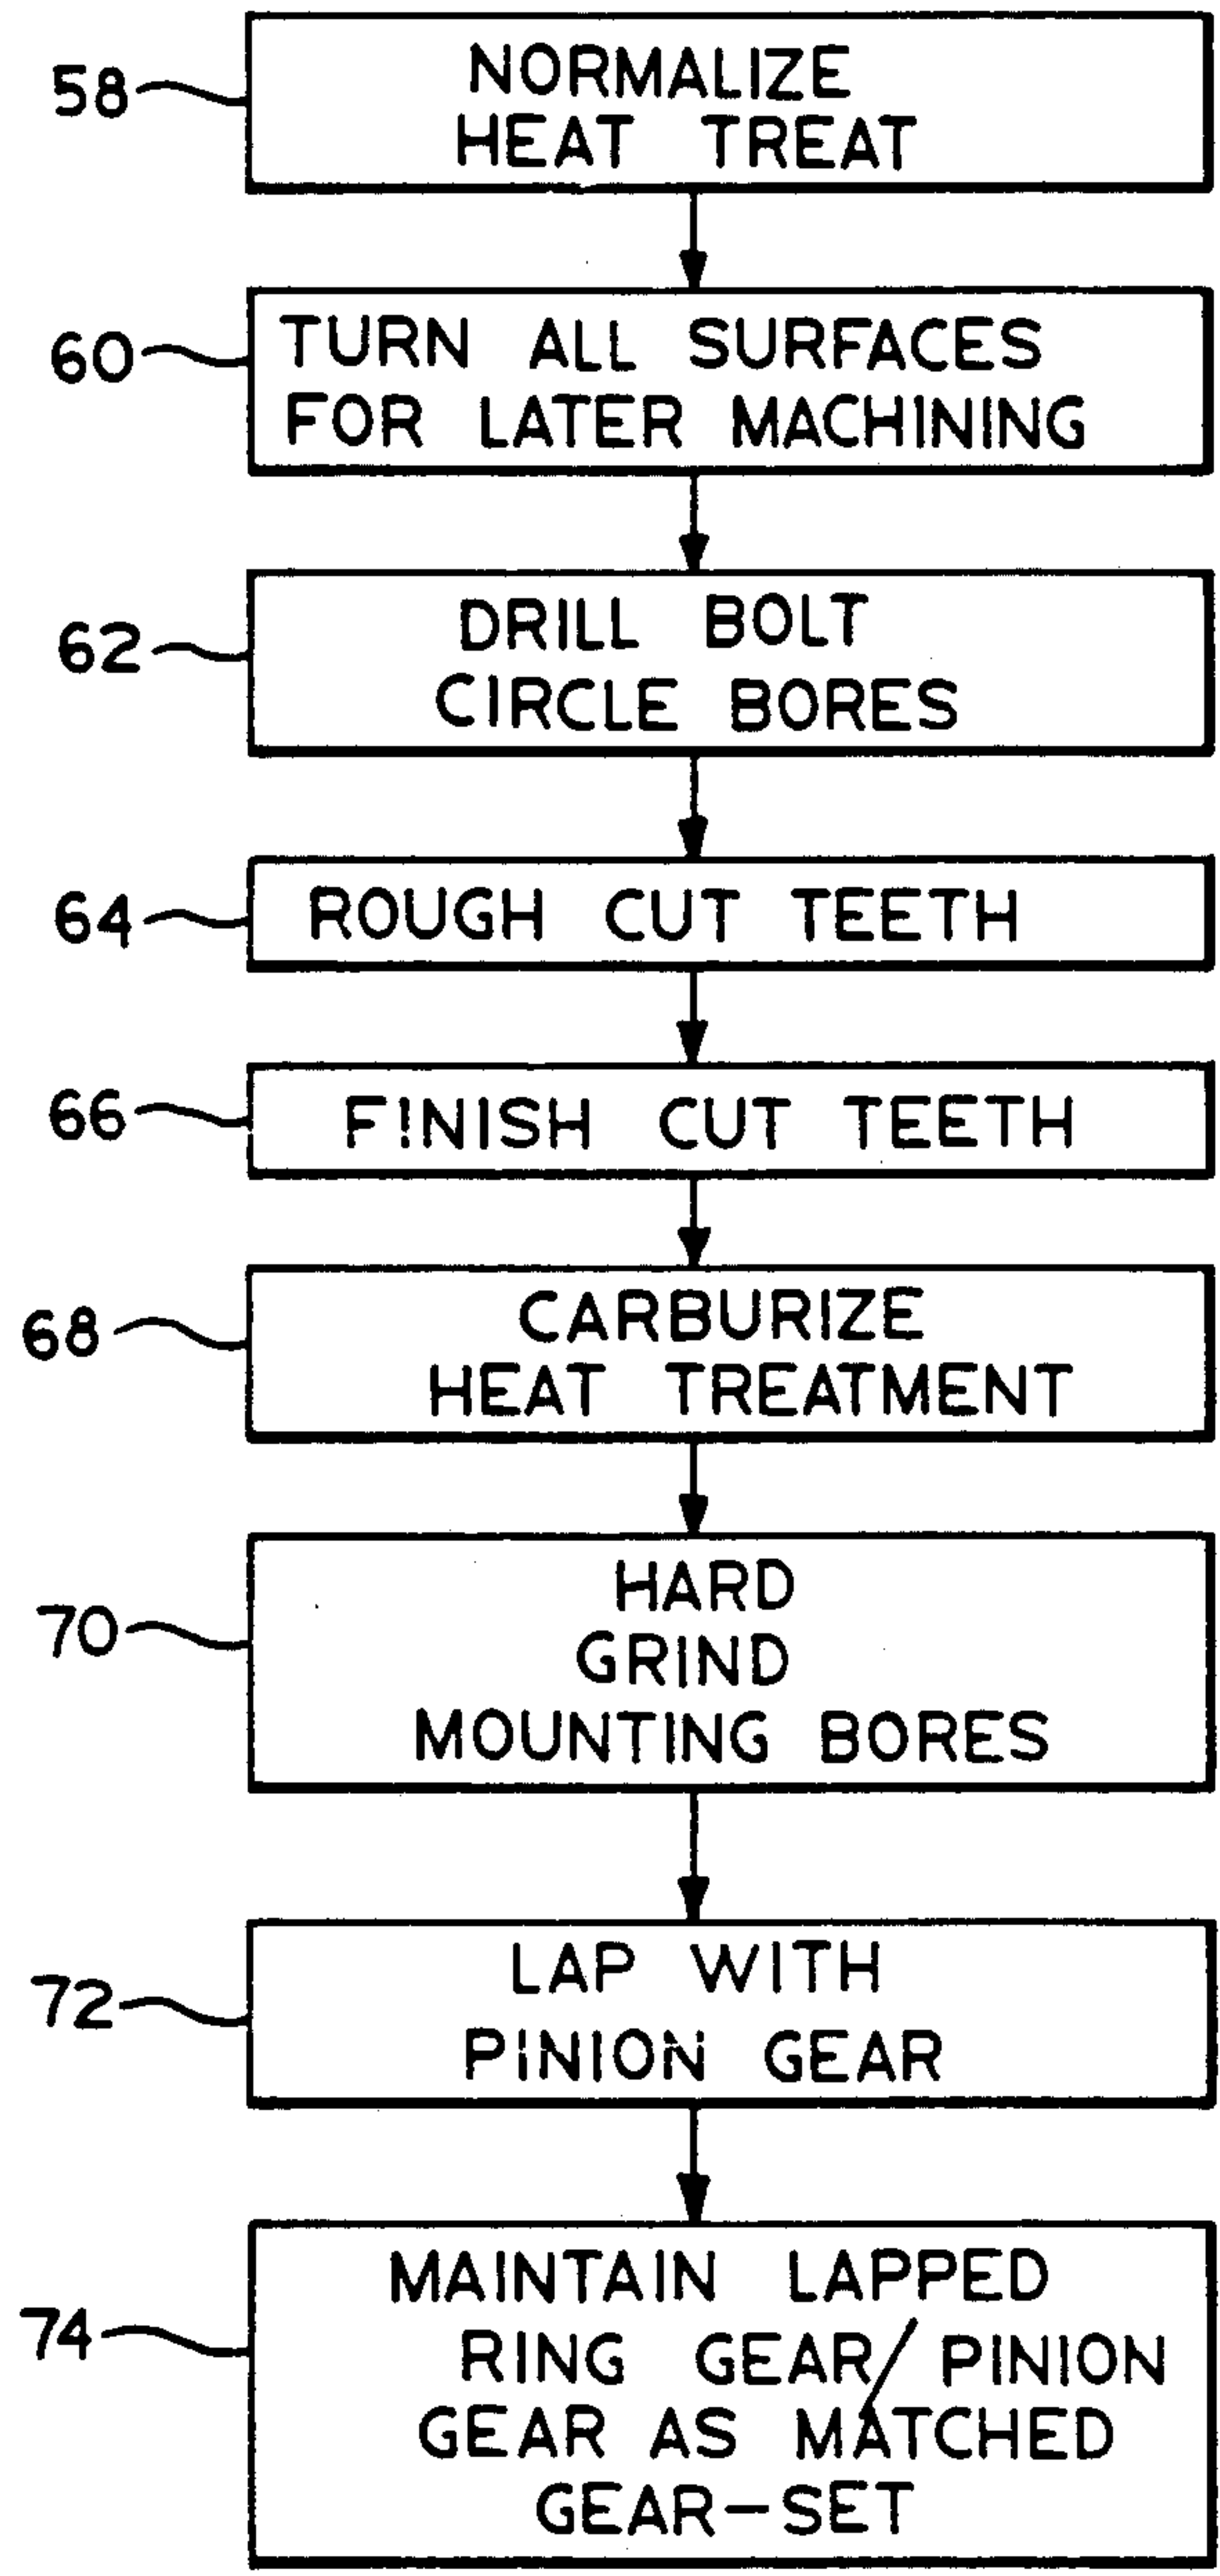 58
NORMALIZE
HEAT TREAT
60
TURN ALL SURFACES
FOR LATER MACHINING
62
DRILL BOLT
CIRCLE BORES
64
ROUGH CUT TEETH
66
FINISH CUT TEETH
68
CARBURIZE
HEAT TREATMENT
70
HARD
GRIND
MOUNTING BORES
72
LAP WITH
PINION GEAR
74
MAINTAIN LAPPED
RING GEAR/PINION
GEAR AS MATCHED
GEAR-SET